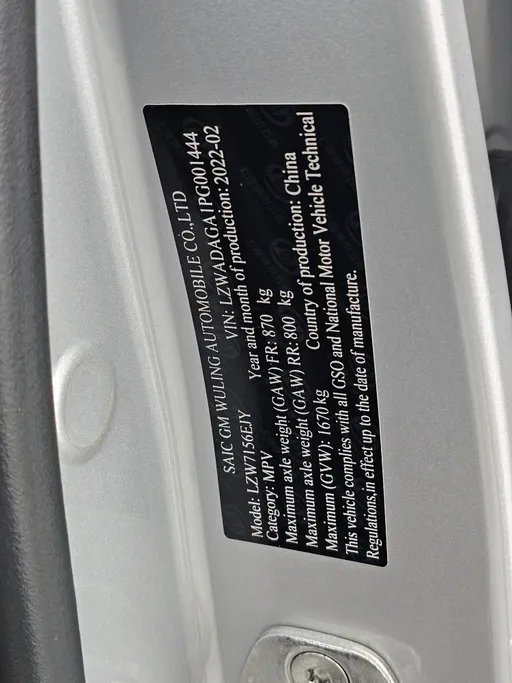 SAIC GM WULING AUTOMOBILE CO.,LTD
Model: LZW7156EJY VIN: LZWADAGA1PG001444
Category: MPV Year and month of production: 2022-02
Maximum axle weight (GAW) FR: 870 kg
Maximum axle weight (GAW) RR: 800 kg
Maximum (GVW): 1670 kg Country of production: China
This vehicle complies with all GSO and National Motor Vehicle Technical
Regulations,in effect up to the date of manufacture.